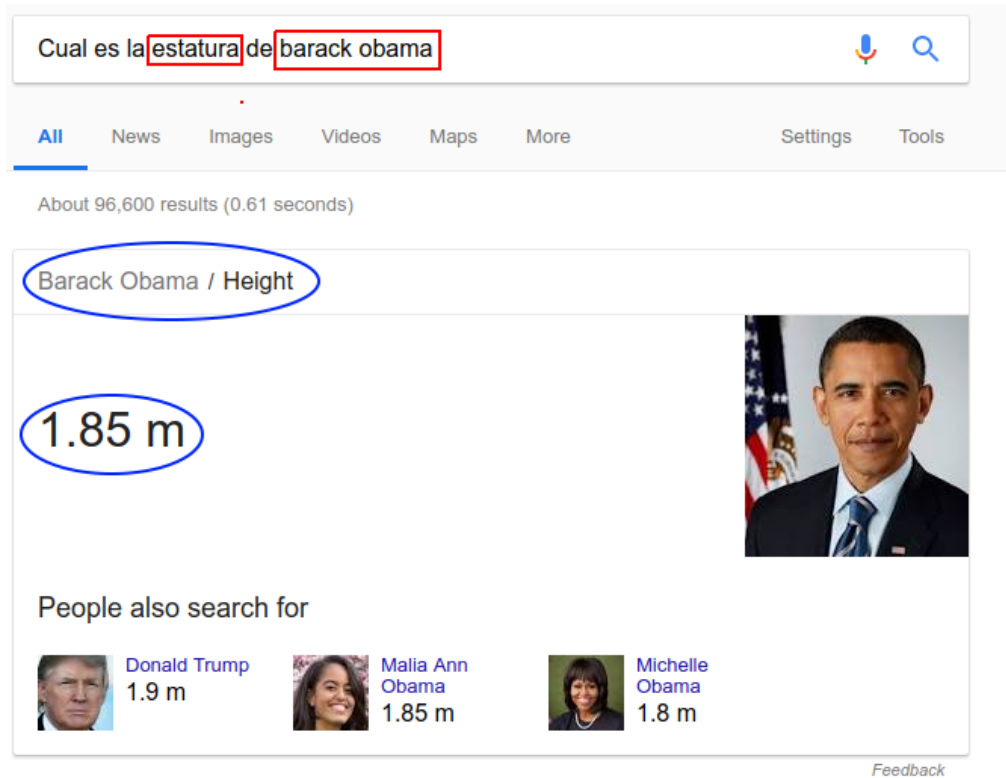 Cual es la estatura de barack obama
All News Images Videos Maps More Settings Tools
About 96,600 results (0.61 seconds)
Barack Obama / Height
1.85 m
People also search for
Donald Trump
1.9 m
Malia Ann
Obama
1.85 m
Michelle
Obama
1.8 m
Feedback